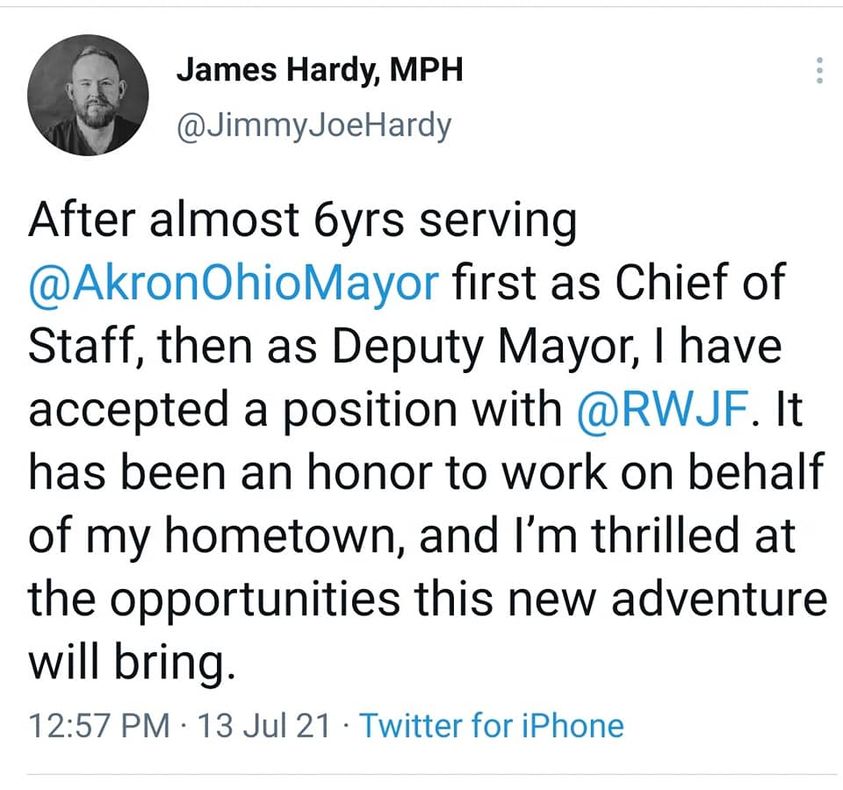 James Hardy, MPH
@JimmyJoeHardy
After almost 6yrs serving
@AkronOhioMayor first as Chief of
Staff, then as Deputy Mayor, I have
accepted a position with @RWJF. It
has been an honor to work on behalf
of my hometown, and I’m thrilled at
the opportunities this new adventure
will bring.
12:57 PM · 13 Jul 21 · Twitter for iPhone